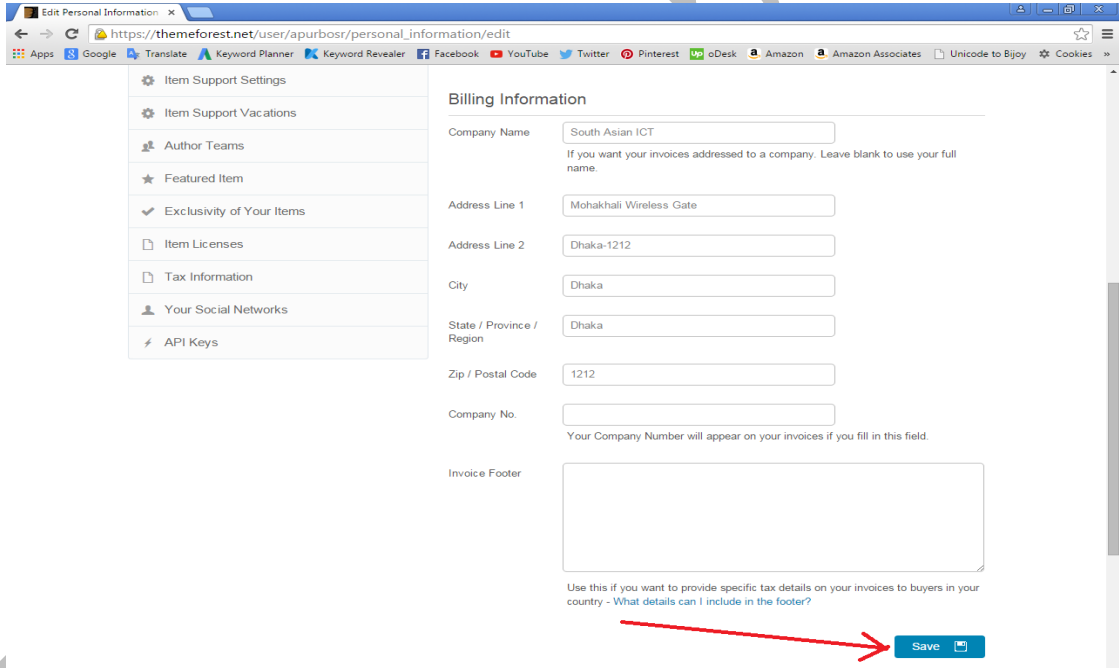 Edit Personal Information
https://themeforest.net/user/apurbosr/personal_information/edit
Apps Google Translate Keyword Planner Keyword Revealer Facebook YouTube Twitter Pinterest oDesk Amazon Amazon Associates Unicode to Bijoy Cookies »
Item Support Settings
Item Support Vacations
Author Teams
Featured Item
Exclusivity of Your Items
Item Licenses
Tax Information
Your Social Networks
API Keys
Billing Information
Company Name South Asian ICT
If you want your invoices addressed to a company. Leave blank to use your full
name.
Address Line 1 Mohakhali Wireless Gate
Address Line 2 Dhaka-1212
City Dhaka
State / Province /
Region Dhaka
Zip / Postal Code 1212
Company No.
Your Company Number will appear on your invoices if you fill in this field.
Invoice Footer
Use this if you want to provide specific tax details on your invoices to buyers in your
country - What details can I include in the footer?
Save